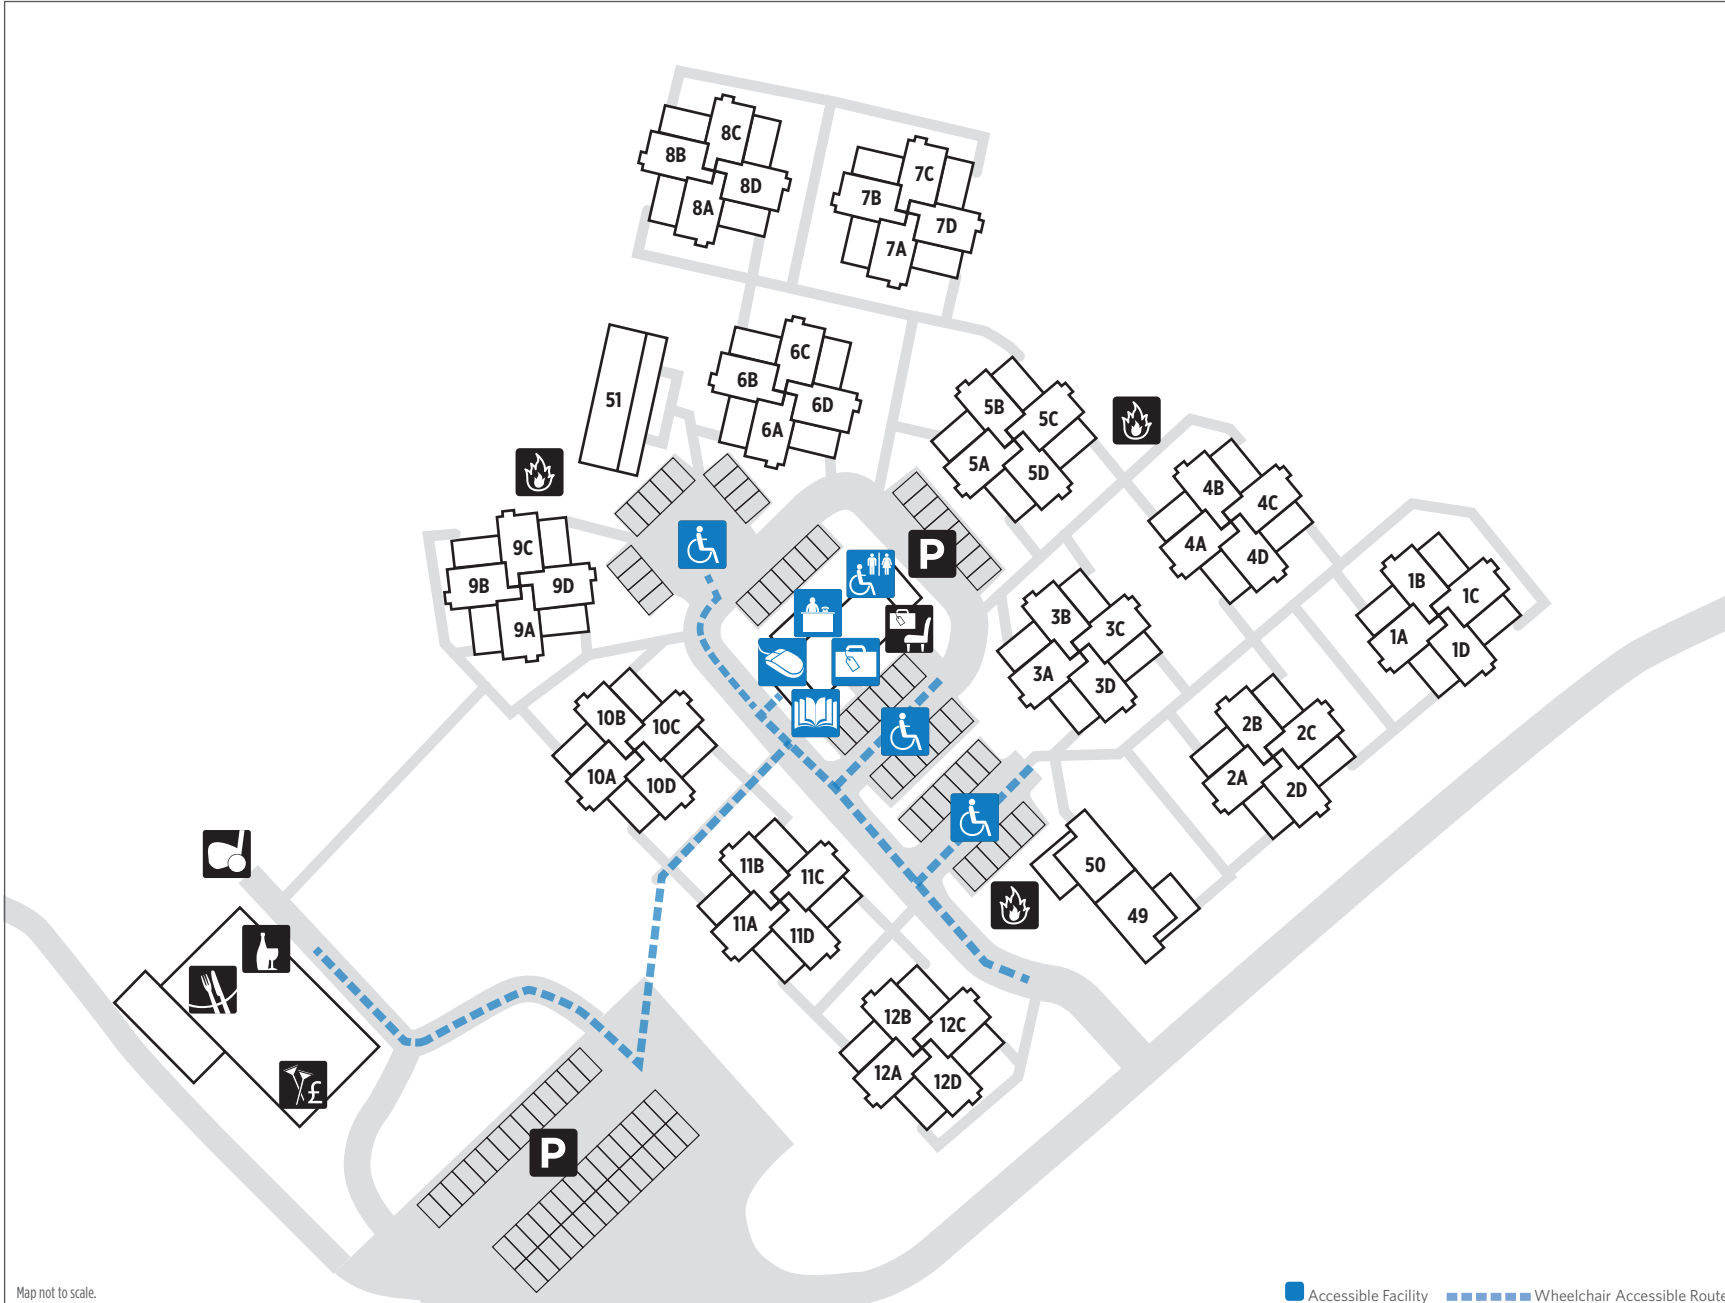 8C
8B
8D
8A
7C
7B
7D
7A
6C
6B
6D
6A
51
5B
5C
5A
5D
4B
4C
4A
4D
9C
9B
9D
9A
P
1B
1C
1A
1D
3B
3C
3A
3D
10B
10C
10A
10D
2B
2C
2A
2D
11B
11C
11A
11D
50
49
12B
12C
12A
12D
£
P
Map not to scale.
Accessible Facility
Wheelchair Accessible Route